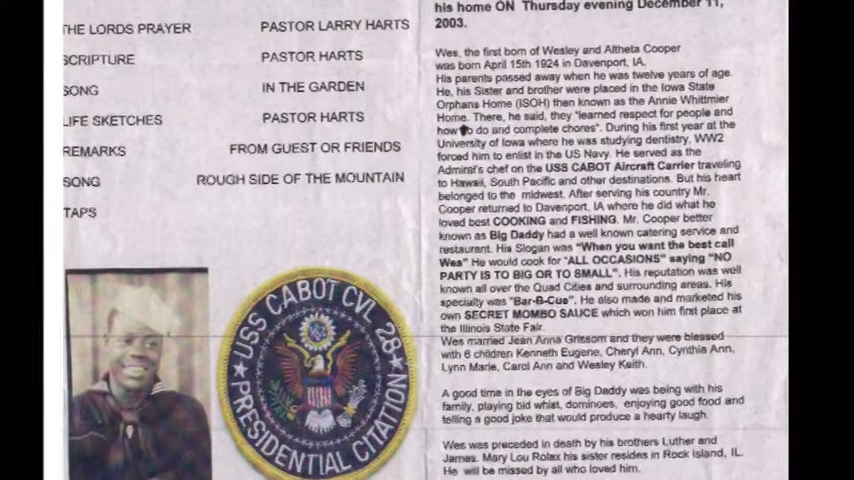 THE LORDS PRAYER PASTOR LARRY HARTS
SCRIPTURE PASTOR HARTS
SONG IN THE GARDEN
LIFE SKETCHES PASTOR HARTS
REMARKS FROM GUEST OR FRIENDS
SONG ROUGH SIDE OF THE MOUNTAIN
TAPS
USS CABOT CVL 28
PRESIDENTIAL CITATION
his home ON Thursday evening December 11,
2003.
Wes, the first born of Wesley and Altheta Cooper
was born April 15th 1924 in Davenport, IA.
His parents passed away when he was twelve years of age.
He, his Sister and brother were placed in the Iowa State
Orphans Home (ISOH) then known as the Annie Whittmier
Home. There, he said, they "learned respect for people and
how to do and complete chores". During his first year at the
University of Iowa where he was studying dentistry, WW2
forced him to enlist in the US Navy. He served as the
Admiral's chef on the USS CABOT Aircraft Carrier traveling
to Hawaii, South Pacific and other destinations. But his heart
belonged to the midwest. After serving his country Mr.
Cooper returned to Davenport, IA where he did what he
loved best COOKING and FISHING. Mr. Cooper better
known as Big Daddy had a well known catering service and
restaurant. His Slogan was "When you want the best call
Wes" He would cook for "ALL OCCASIONS" saying "NO
PARTY IS TO BIG OR TO SMALL". His reputation was well
known all over the Quad Cities and surrounding areas. His
specialty was "Bar-B-Cue". He also made and marketed his
own SECRET MOMBO SAUCE which won him first place at
the Illinois State Fair.
Wes married Jean Anna Grissom and they were blessed
with 6 children Kenneth Eugene, Cheryl Ann, Cynthia Ann,
Lynn Marie, Carol Ann and Wesley Keith.
A good time in the eyes of Big Daddy was being with his
family, playing bid whist, dominoes, enjoying good food and
telling a good joke that would produce a hearty laugh.
Wes was preceded in death by his brothers Luther and
James. Mary Lou Rolax his sister resides in Rock Island, IL.
He will be missed by all who loved him.